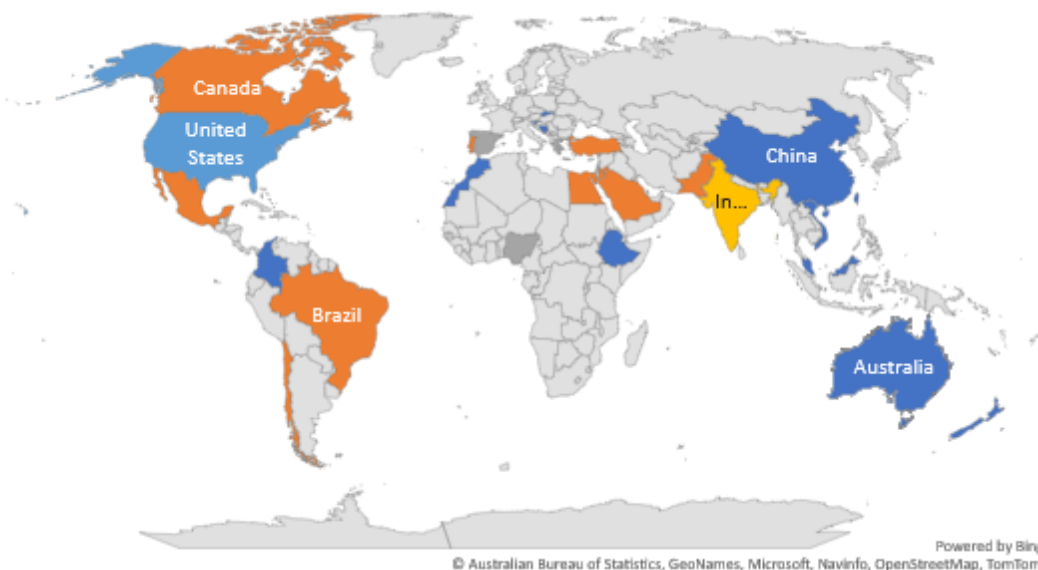 Canada
United
States
China
In...
Brazil
Australia
Powered by Bing
© Australian Bureau of Statistics, GeoNames, Microsoft, Navinfo, OpenStreetMap, TomTom